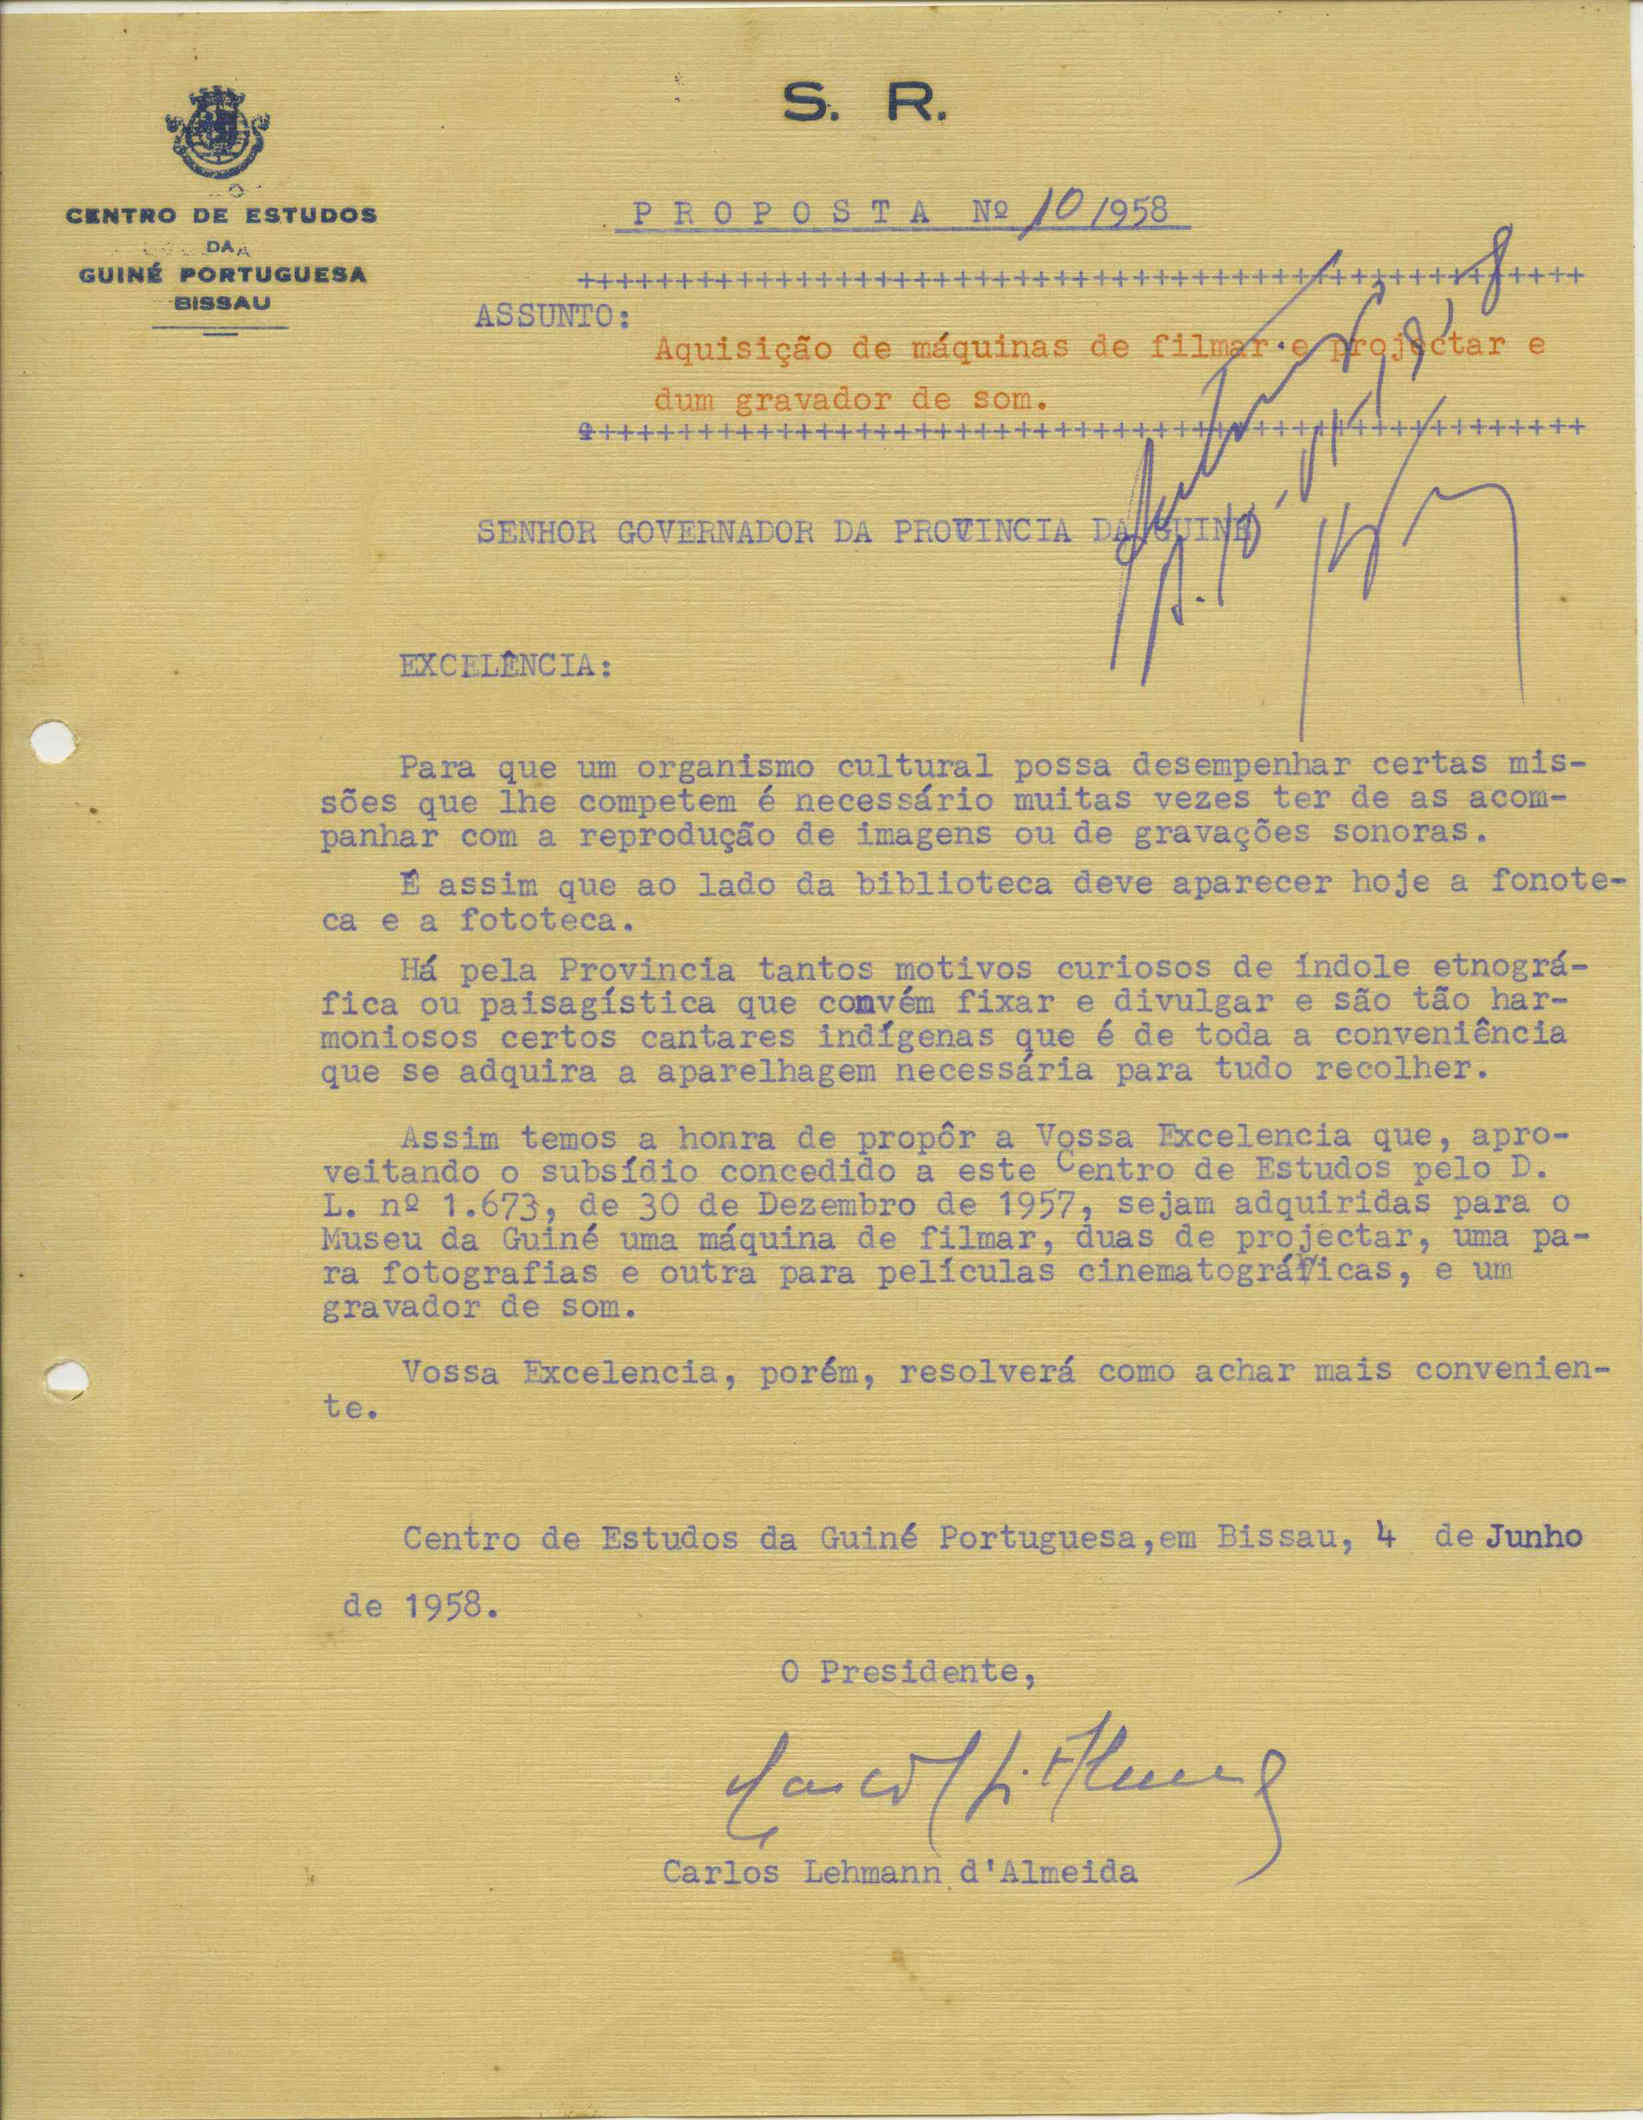 S. R.
CENTRO DE ESTUDOS
DA
GUINÉ PORTUGUESA
BISSAU
PROPOSTA Nº 10/1958
++++++++++++++++++++++++++++++++++++++++++++++++++
ASSUNTO:
Aquisição de máquinas de filmar e projectar e
dum gravador de som.
++++++++++++++++++++++++++++++++++++++++++++++++++
SENHOR GOVERNADOR DA PROVINCIA DA GUINÉ
EXCELÊNCIA:
Para que um organismo cultural possa desempenhar certas mis-
sões que lhe competem é necessário muitas vezes ter de as acom-
panhar com a reprodução de imagens ou de gravações sonoras.
É assim que ao lado da biblioteca deve aparecer hoje a fonote-
ca e a fototeca.
Há pela Provincia tantos motivos curiosos de índole etnográ-
fica ou paisagística que convém fixar e divulgar e são tão har-
moniosos certos cantares indígenas que é de toda a conveniência
que se adquira a aparelhagem necessária para tudo recolher.
Assim temos a honra de propôr a Vossa Excelencia que, apro-
veitando o subsídio concedido a este Centro de Estudos pelo D.
L. nº 1.673, de 30 de Dezembro de 1957, sejam adquiridas para o
Museu da Guiné uma máquina de filmar, duas de projectar, uma pa-
ra fotografias e outra para películas cinematográficas, e um
gravador de som.
Vossa Excelencia, porém, resolverá como achar mais convenien-
te.
Centro de Estudos da Guiné Portuguesa,em Bissau, 4 de Junho
de 1958.
O Presidente,
Carlos Lehmann d'Almeida